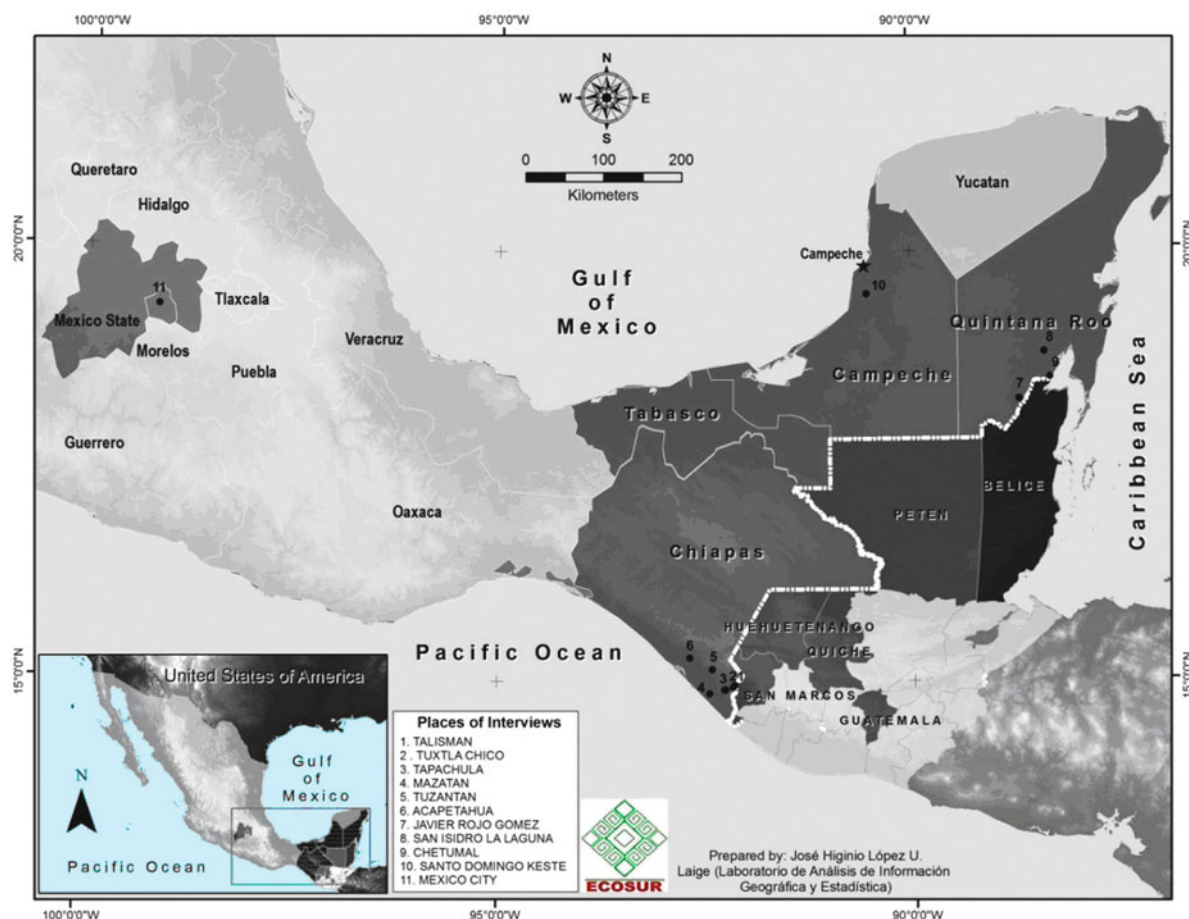 100°0'0"W
95°0'0"W
90°0'0"W
N
W
E
S
0
100
200
Kilometers
Queretaro
Hidalgo
Yucatan
20°0'0"N
20°0'0"N
Campeche
10
11
Tlaxcala
Mexico State
Morelos
Puebla
Veracruz
Gulf
of
Mexico
Quintana Roo
8
9
7
Campeche
Tabasco
Guerrero
Oaxaca
Chiapas
PETEN
BELICE
Caribbean Sea
HUEHUETENANGO
QUICHE
SAN MARCOS
GUATEMALA
6
5
3
2
1
4
Pacific Ocean
15°0'0"N
15°0'0"N
United States of America
Gulf
of
Mexico
N
Pacific Ocean
Places of Interviews
1. TALISMAN
2 . TUXTLA CHICO
3. TAPACHULA
4. MAZATAN
5. TUZANTAN
6. ACAPETAHUA
7. JAVIER ROJO GOMEZ
8. SAN ISIDRO LA LAGUNA
9. CHETUMAL
10. SANTO DOMINGO KESTE
11. MEXICO CITY
ECOSUR
Prepared by: José Higinio López U.
Laige (Laboratorio de Análisis de Información
Geográfica y Estadística)
100°0'0"W
95°0'0"W
90°0'0"W